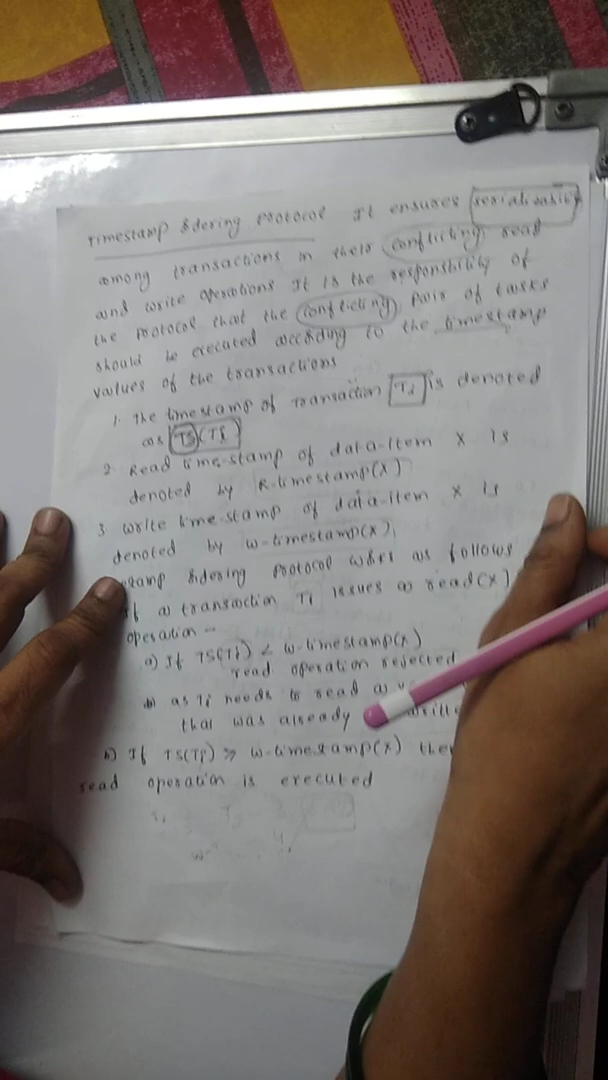 Timestamp ordering protocol It ensures serialisability
among transactions in their conflicting read
and write operations It is the responsibility of
the protocol that the conflicting pair of tasks
should be executed according to the timestamp
values of the transactions
1. The timestamp of Transaction Ti is denoted
as TS(Ti)
2 Read time-stamp of data-item X is
denoted by R-timestamp(X)
3 write time-stamp of data-item X is
denoted by W-timestamp(X)
stamp ordering protocol works as follows
If a transaction Ti issues a read(X)
operation -
a) If TS(Ti) < W-timestamp(X)
read operation rejected
as Ti needs to read a
that was already
b) If TS(Ti) ≥ W-timestamp(X) the
read operation is executed